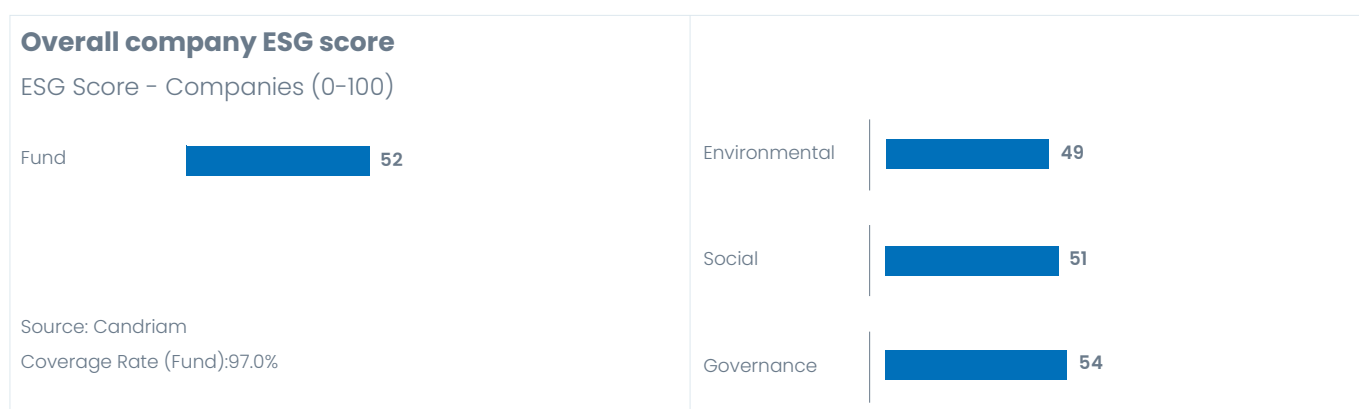 Overall company ESG score
ESG Score - Companies (0-100)
Fund
52
Source: Candriam
Coverage Rate (Fund):97.0%
Environmental
49
Social
51
Governance
54